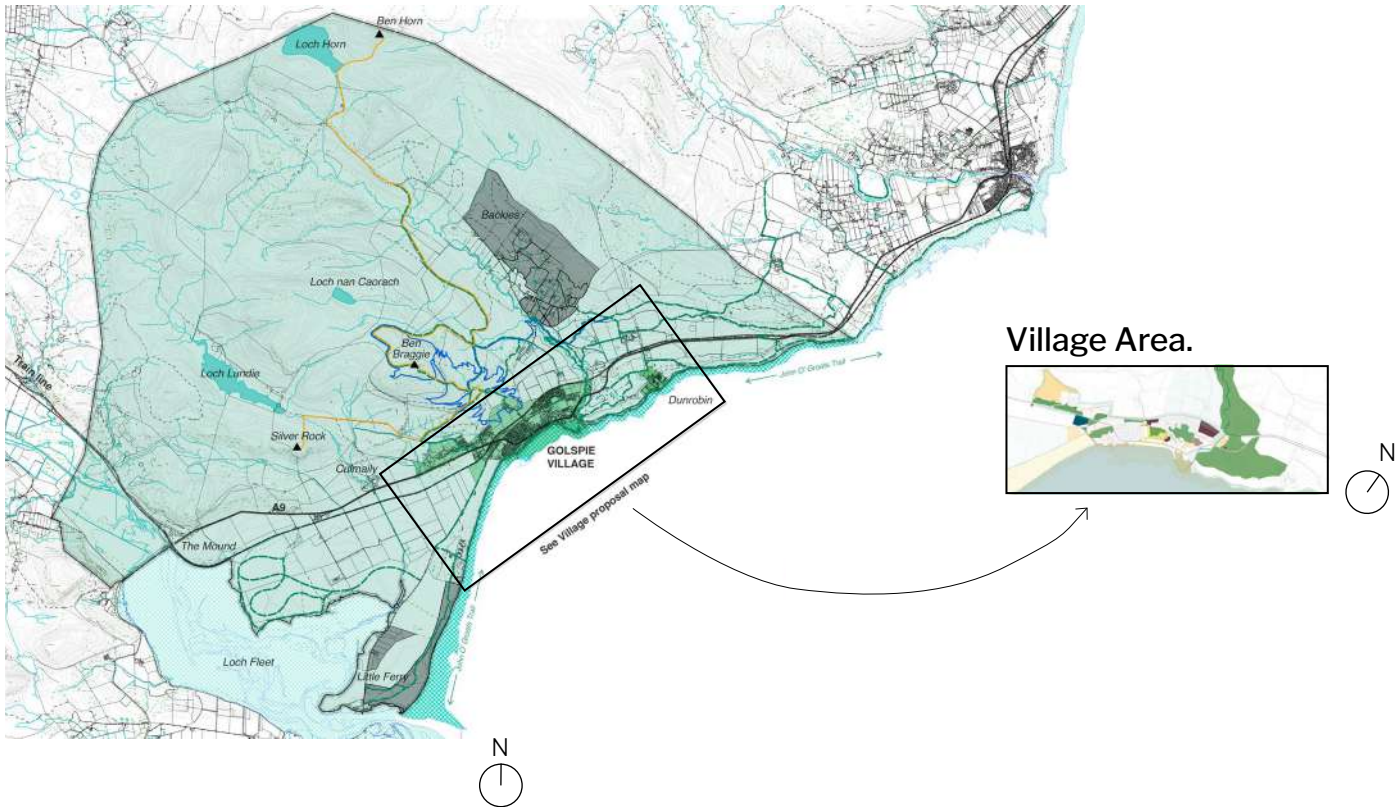 Ben Horn
Loch Horn
Backies
Loch nan Caorach
Ben
Braggie
Loch Lundie
Train line
John O' Groats Trail
Village Area.
Dunrobin
Silver Rock
GOLSPIE
VILLAGE
Culmaily
N
A9
See Village proposal map
The Mound
John O' Groats Trail
Loch Fleet
Little Ferry
N